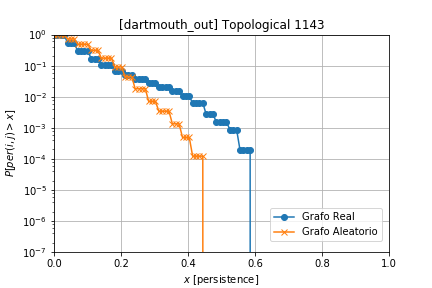 [dartmouth_out] Topological 1143
P[per(i, j) > x]
10^0
10^-1
10^-2
10^-3
10^-4
10^-5
10^-6
10^-7
0.0 0.2 0.4 0.6 0.8 1.0
x [persistence]
Grafo Real
Grafo Aleatorio